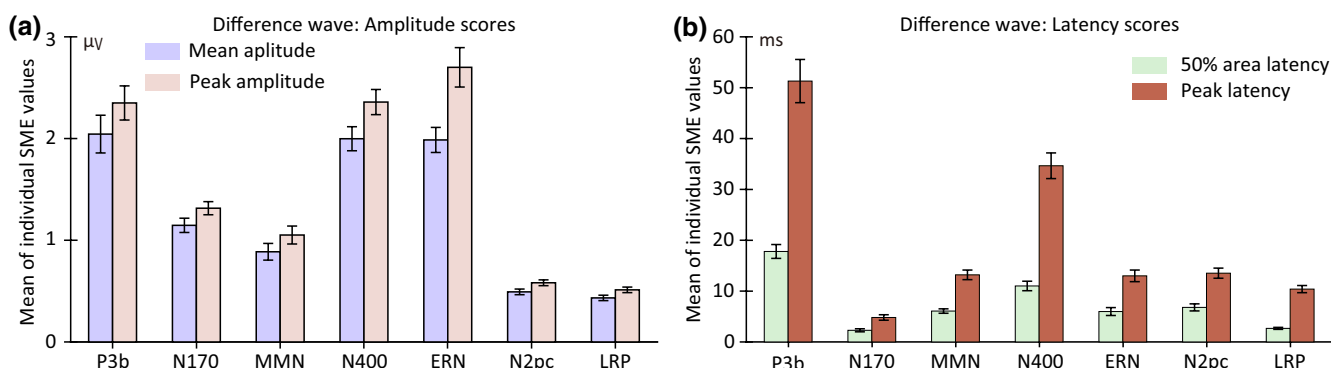 (a)
Difference wave: Amplitude scores
μV
Mean aplitude
Peak amplitude
Mean of individual SME values
3
2
1
0
P3b N170 MMN N400 ERN N2pc LRP
(b)
Difference wave: Latency scores
ms
50% area latency
Peak latency
Mean of individual SME values
60
50
40
30
20
10
00
P3b N170 MMN N400 ERN N2pc LRP